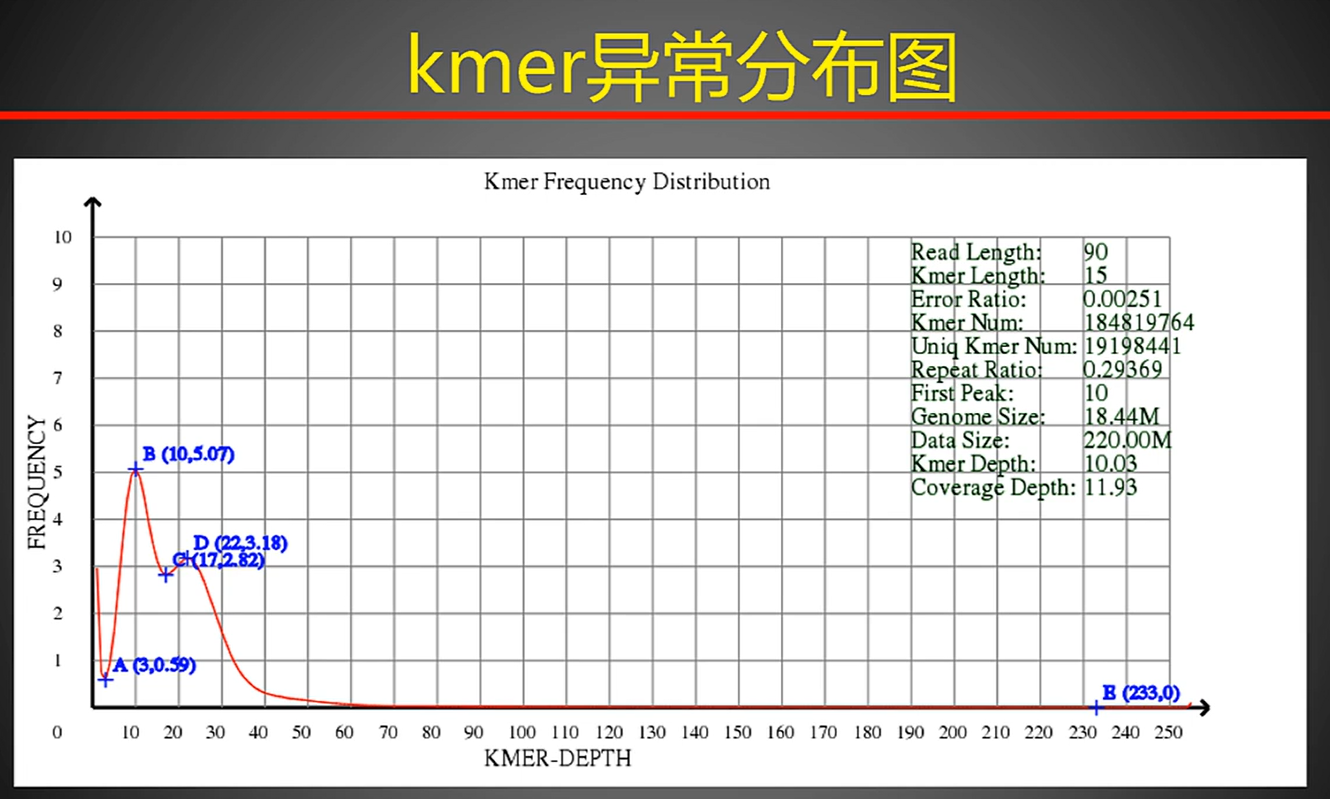 kmer异常分布图
Kmer Frequency Distribution
10
9
8
7
6
5
4
3
2
1
0
FREQUENCY
Read Length: 90
Kmer Length: 15
Error Ratio: 0.00251
Kmer Num: 184819764
Uniq Kmer Num: 19198441
Repeat Ratio: 0.29369
First Peak: 10
Genome Size: 18.44M
Data Size: 220.00M
Kmer Depth: 10.03
Coverage Depth: 11.93
B (10,5.07)
D (22,3.18)
C (17,2.82)
A (3,0.59)
E (233,0)
10 20 30 40 50 60 70 80 90 100 110 120 130 140 150 160 170 180 190 200 210 220 230 240 250
KMER-DEPTH